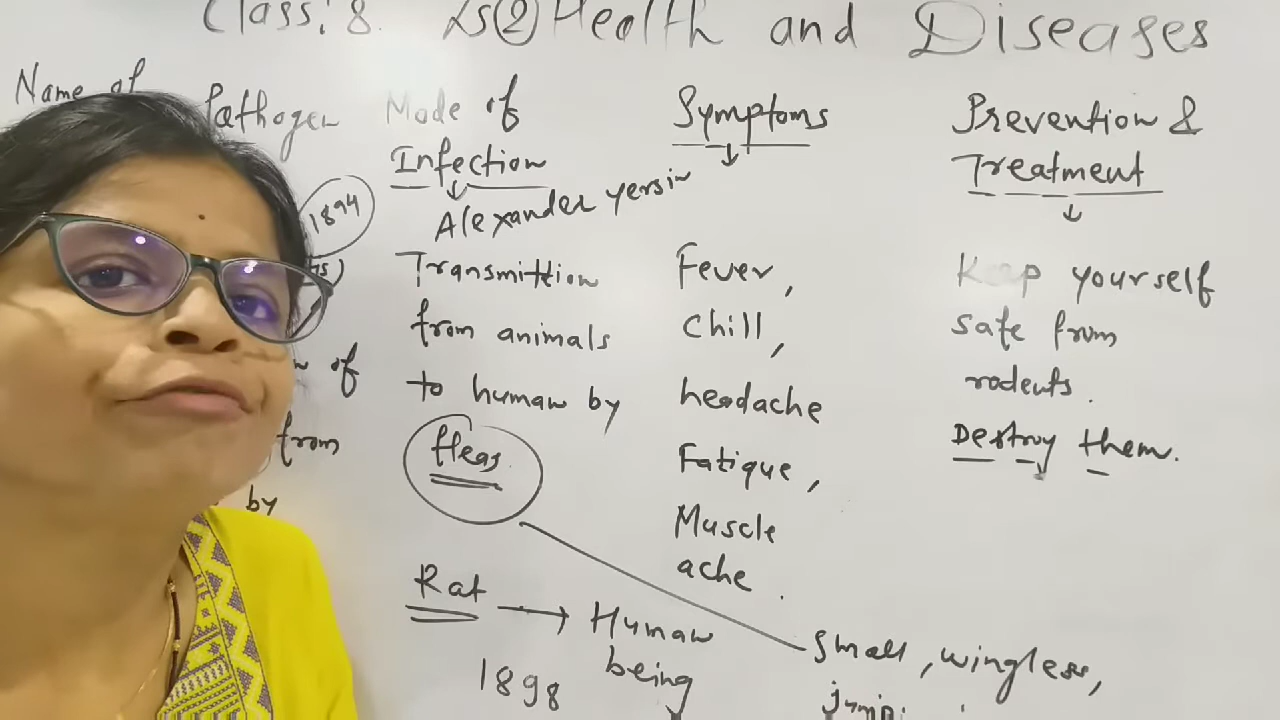 Class: 8. Ls② Health and Diseases
Name of
Pathogen
1894
of
from
by
Mode of
Infection
Alexander yersin
Transmittion
from animals
to human by
fleas.
Rat → Human
being
1898
Symptoms
Fever,
chill,
headache
Fatique,
Muscle
ache.
small, wingless,
jump
Prevention &
Treatment
Keep yourself
safe from
rodents.
Destroy them.